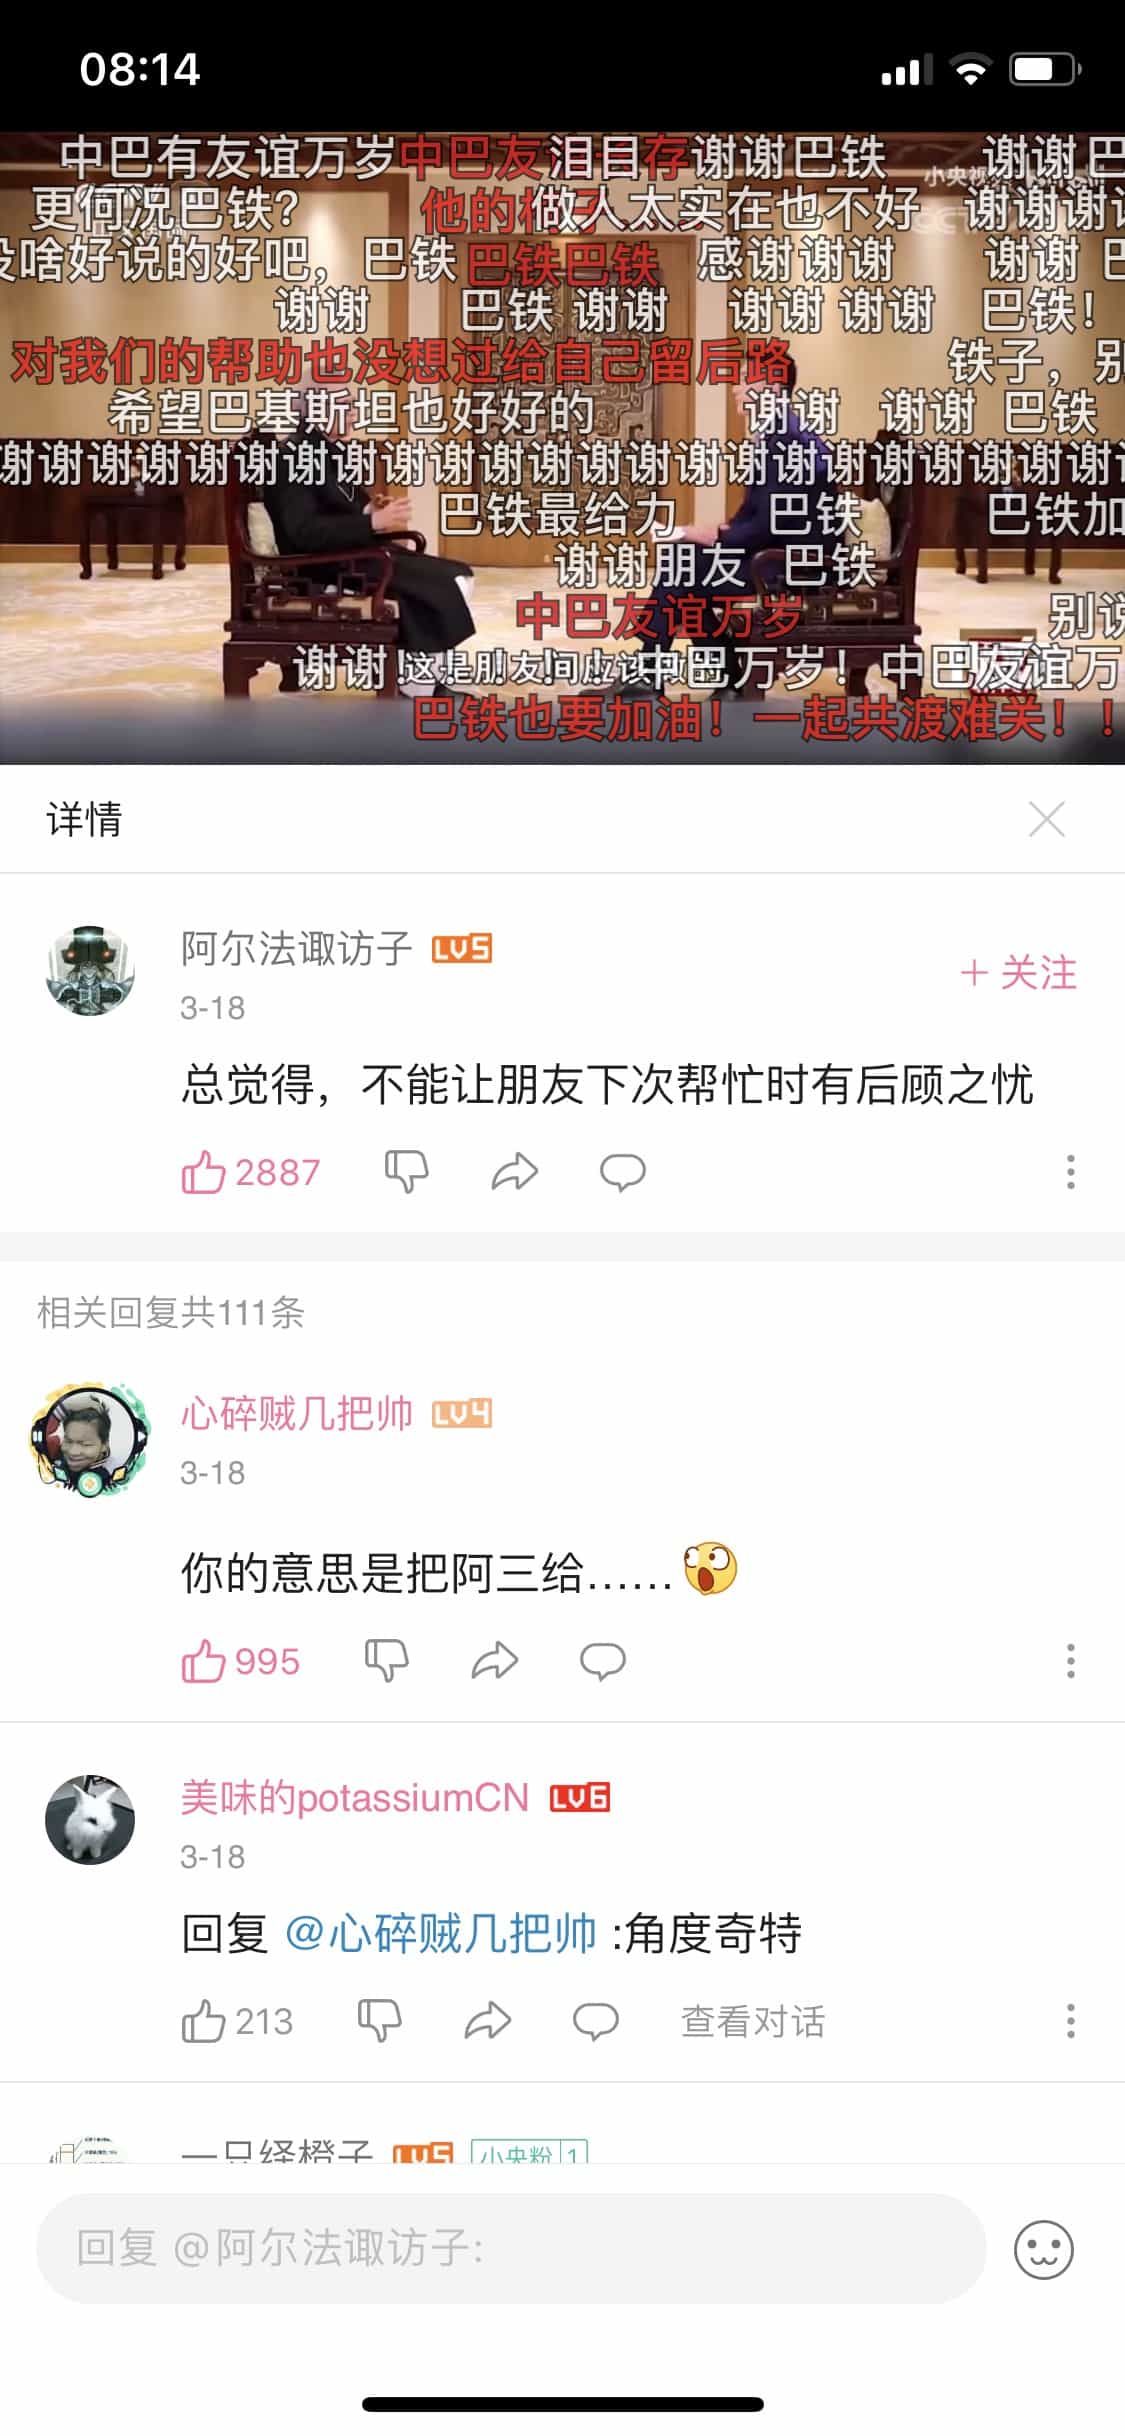 08:14
中巴有友谊万岁
中巴友
泪目
存
谢谢巴铁
谢谢 巴
更何况巴铁?
他的
做人太实在也不好
谢谢谢
啥好说的好吧，巴铁
巴铁巴铁
感谢谢谢
谢谢 巴
谢谢
巴铁 谢谢
谢谢 谢谢
巴铁！
对我们的帮助也没想过给自己留后路
铁子，别
希望巴基斯坦也好好的
谢谢 谢谢 巴铁
谢谢谢谢谢谢谢谢谢谢谢谢谢谢谢谢谢谢谢谢谢谢谢
巴铁最给力
巴铁
巴铁加
谢谢朋友 巴铁
中巴友谊万岁
别说
谢谢！
这是朋友间应该做的
中巴万岁！
中巴友谊万
巴铁也要加油！一起共渡难关！！
详情
阿尔法诹访子 LV5
+ 关注
3-18
总觉得，不能让朋友下次帮忙时有后顾之忧
2887
相关回复共111条
心碎贼几把帅 LV4
3-18
你的意思是把阿三给......
995
美味的potassiumCN LV6
3-18
回复 @心碎贼几把帅 :角度奇特
213 查看对话
一只绎橙子 LV5 小央粉 1
回复 @阿尔法诹访子: